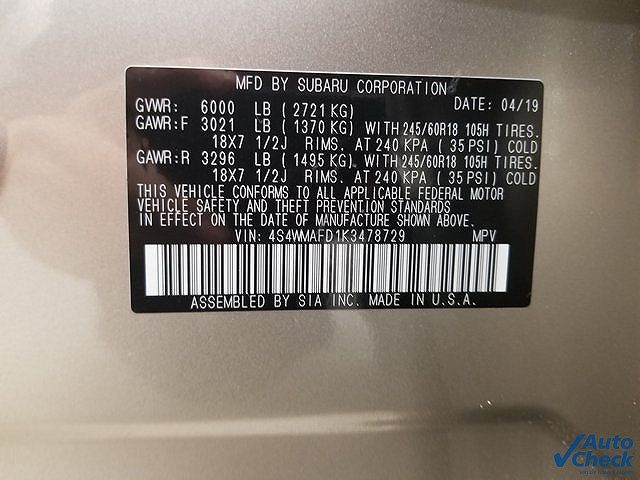 MFD BY SUBARU CORPORATION
GVWR: 6000 LB ( 2721 KG) DATE: 04/19
GAWR:F 3021 LB ( 1370 KG) WITH 245/60R18 105H TIRES.
18X7 1/2J RIMS. AT 240 KPA ( 35 PSI) COLD
GAWR:R 3296 LB ( 1495 KG) WITH 245/60R18 105H TIRES.
18X7 1/2J RIMS. AT 240 KPA ( 35 PSI) COLD
THIS VEHICLE CONFORMS TO ALL APPLICABLE FEDERAL MOTOR
VEHICLE SAFETY AND THEFT PREVENTION STANDARDS
IN EFFECT ON THE DATE OF MANUFACTURE SHOWN ABOVE.
VIN: 4S4WMAFD1K3478729 MPV
ASSEMBLED BY SIA INC. MADE IN U.S.A.
Auto
Check